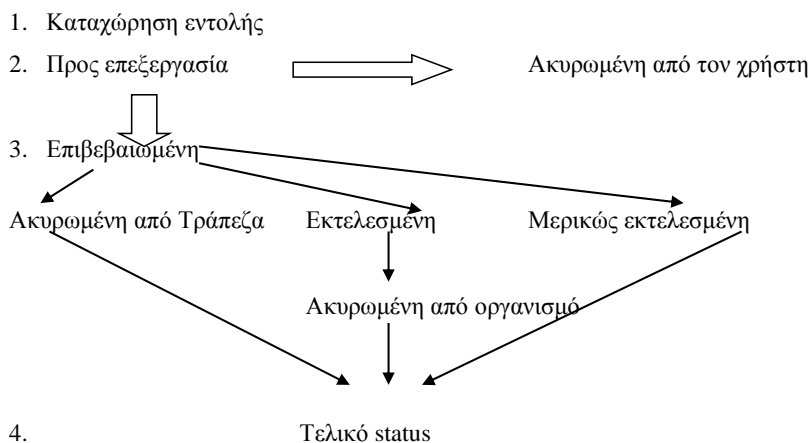 1. Καταχώρηση εντολής
2. Προς επεξεργασία Ακυρωμένη από τον χρήστη
3. Επιβεβαιωμένη
Ακυρωμένη από Τράπεζα Εκτελεσμένη Μερικώς εκτελεσμένη
Ακυρωμένη από οργανισμό
4. Τελικό status